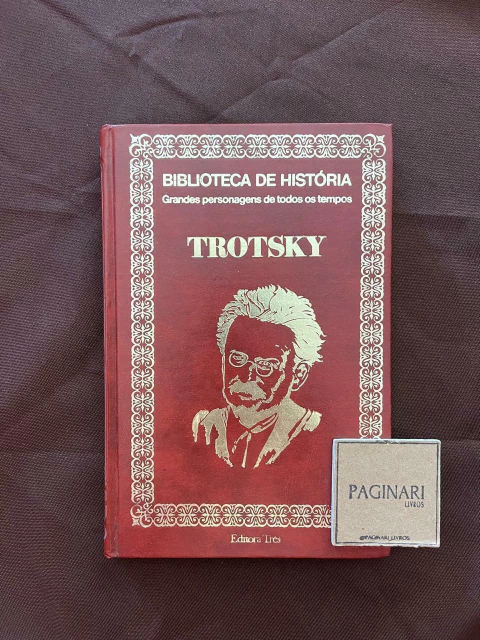 BIBLIOTECA DE HISTÓRIA
Grandes personagens de todos os tempos
TROTSKY
Editora Três
PAGINARI
LIVROS
@PAGINARI_LIVROS